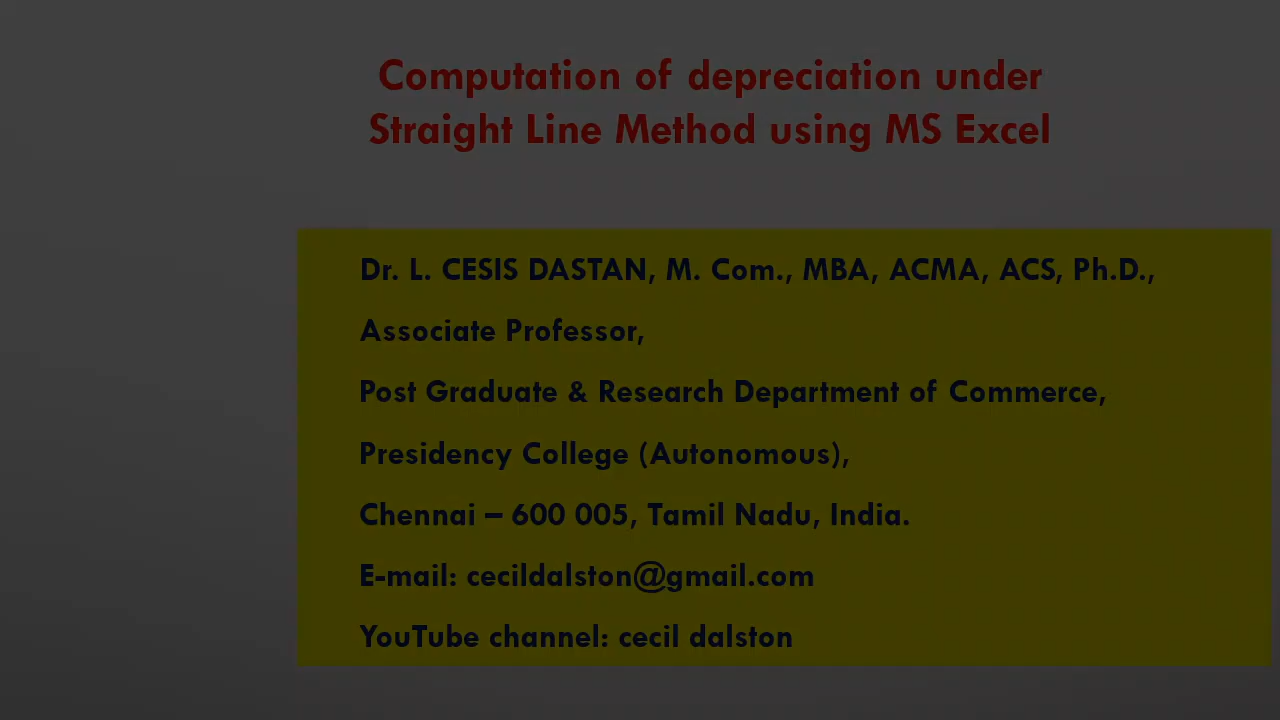 Computation of depreciation under
Straight Line Method using MS Excel
Dr. L. CESIS DASTAN, M. Com., MBA, ACMA, ACS, Ph.D.,
Associate Professor,
Post Graduate & Research Department of Commerce,
Presidency College (Autonomous),
Chennai – 600 005, Tamil Nadu, India.
E-mail: cecildalston@gmail.com
YouTube channel: cecil dalston